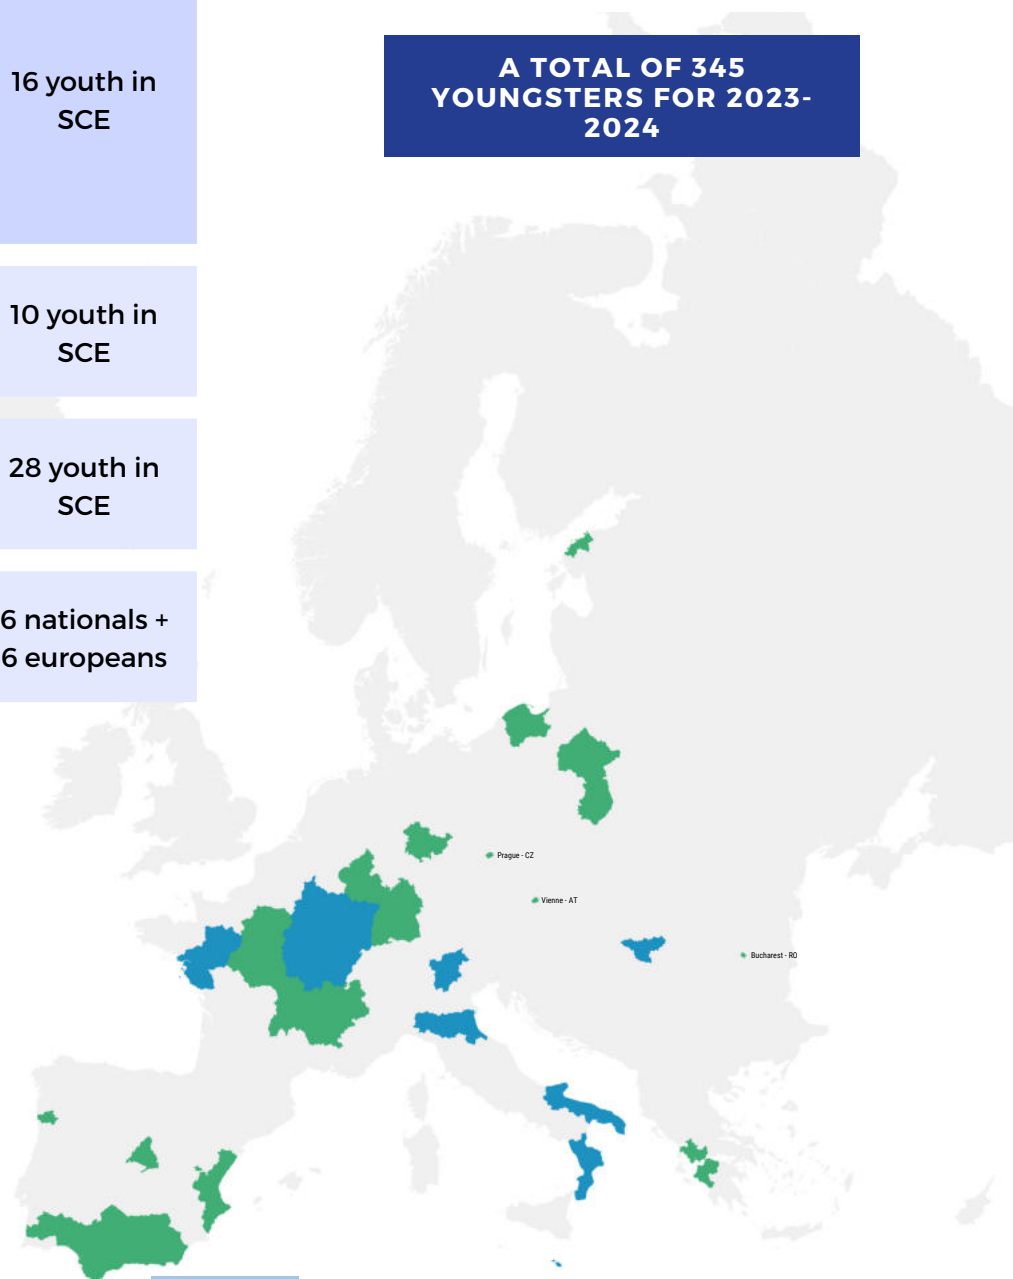 16 youth in
SCE
A TOTAL OF 345
YOUNGSTERS FOR 2023-
2024
10 youth in
SCE
28 youth in
SCE
6 nationals +
6 europeans
Prague - CZ
Vienne - AT
Bucharest - RO